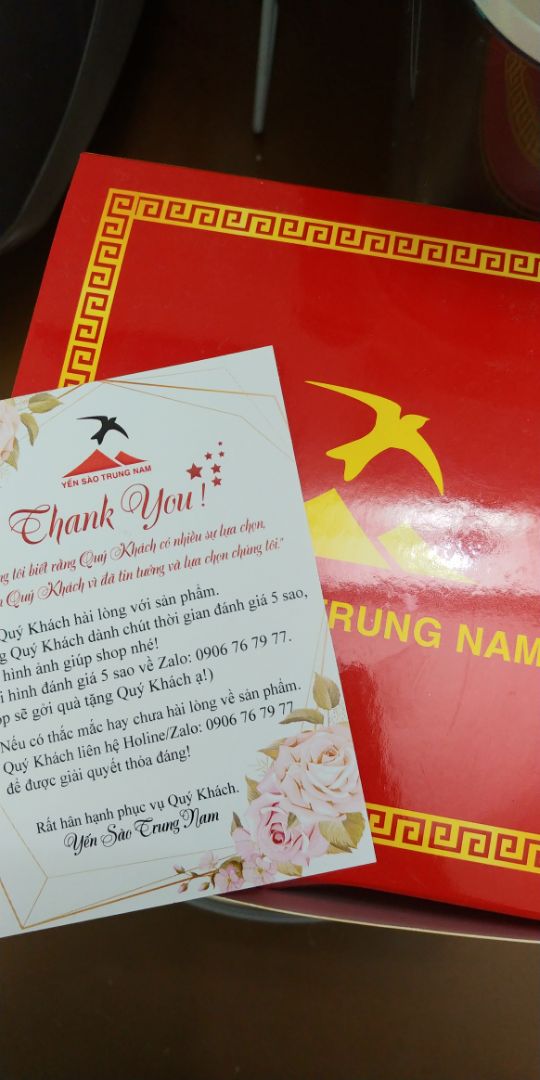 YẾN SÀO TRUNG NAM
Thank You!
tôi biết rằng Quý Khách có nhiều sự lựa chọn,
Quý Khách vì đã tin tưởng và lựa chọn chúng tôi."
Quý Khách hài lòng với sản phẩm.
Quý Khách dành chút thời gian đánh giá 5 sao,
hình ảnh giúp shop nhé!
hình đánh giá 5 sao về Zalo: 0906 76 79 77.
sẽ gởi quà tặng Quý Khách ạ!)
Nếu có thắc mắc hay chưa hài lòng về sản phẩm.
Quý Khách liên hệ Holine/Zalo: 0906 76 79 77
để được giải quyết thỏa đáng!
Rất hân hạnh phục vụ Quý Khách.
Yến Sào Trung Nam
TRUNG NAM